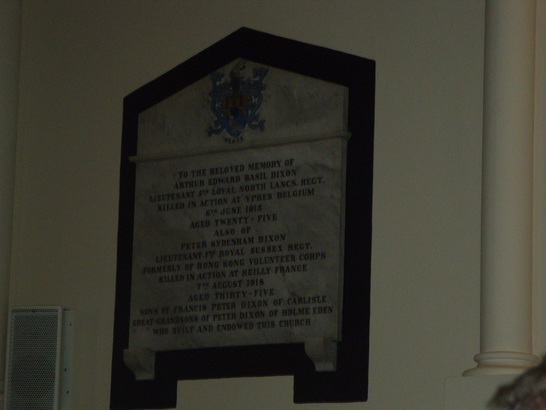 TO THE BELOVED MEMORY OF
ARTHUR EDWARD BASIL DIXON
LIEUTENANT 5TH LOYAL NORTH LANCS. REGT.
KILLED IN ACTION AT YPRES BELGIUM
JUNE
AGED TWENTY-FIVE
ALSO OF
PETER SYDENHAM DIXON
LIEUTENANT ROYAL SUSSEX REGT.
FORMERLY OF HONG KONG VOLUNTEER CORPS
KILLED IN ACTION AT HEILLY FRANCE
7TH AUGUST 1916
AGED THIRTY-FIVE
SONS OF FRANCIS PETER DIXON OF CARLISLE
GREAT GRANDSONS OF PETER DIXON OF HOLME EDEN
WHO BUILT AND ENDOWED THIS CHURCH